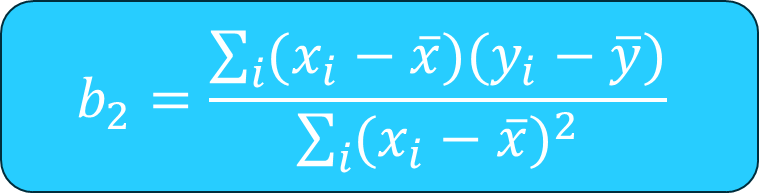 b₂ = ∑ᵢ(xᵢ − x̄)(yᵢ − ȳ) / ∑ᵢ(xᵢ − x̄)²